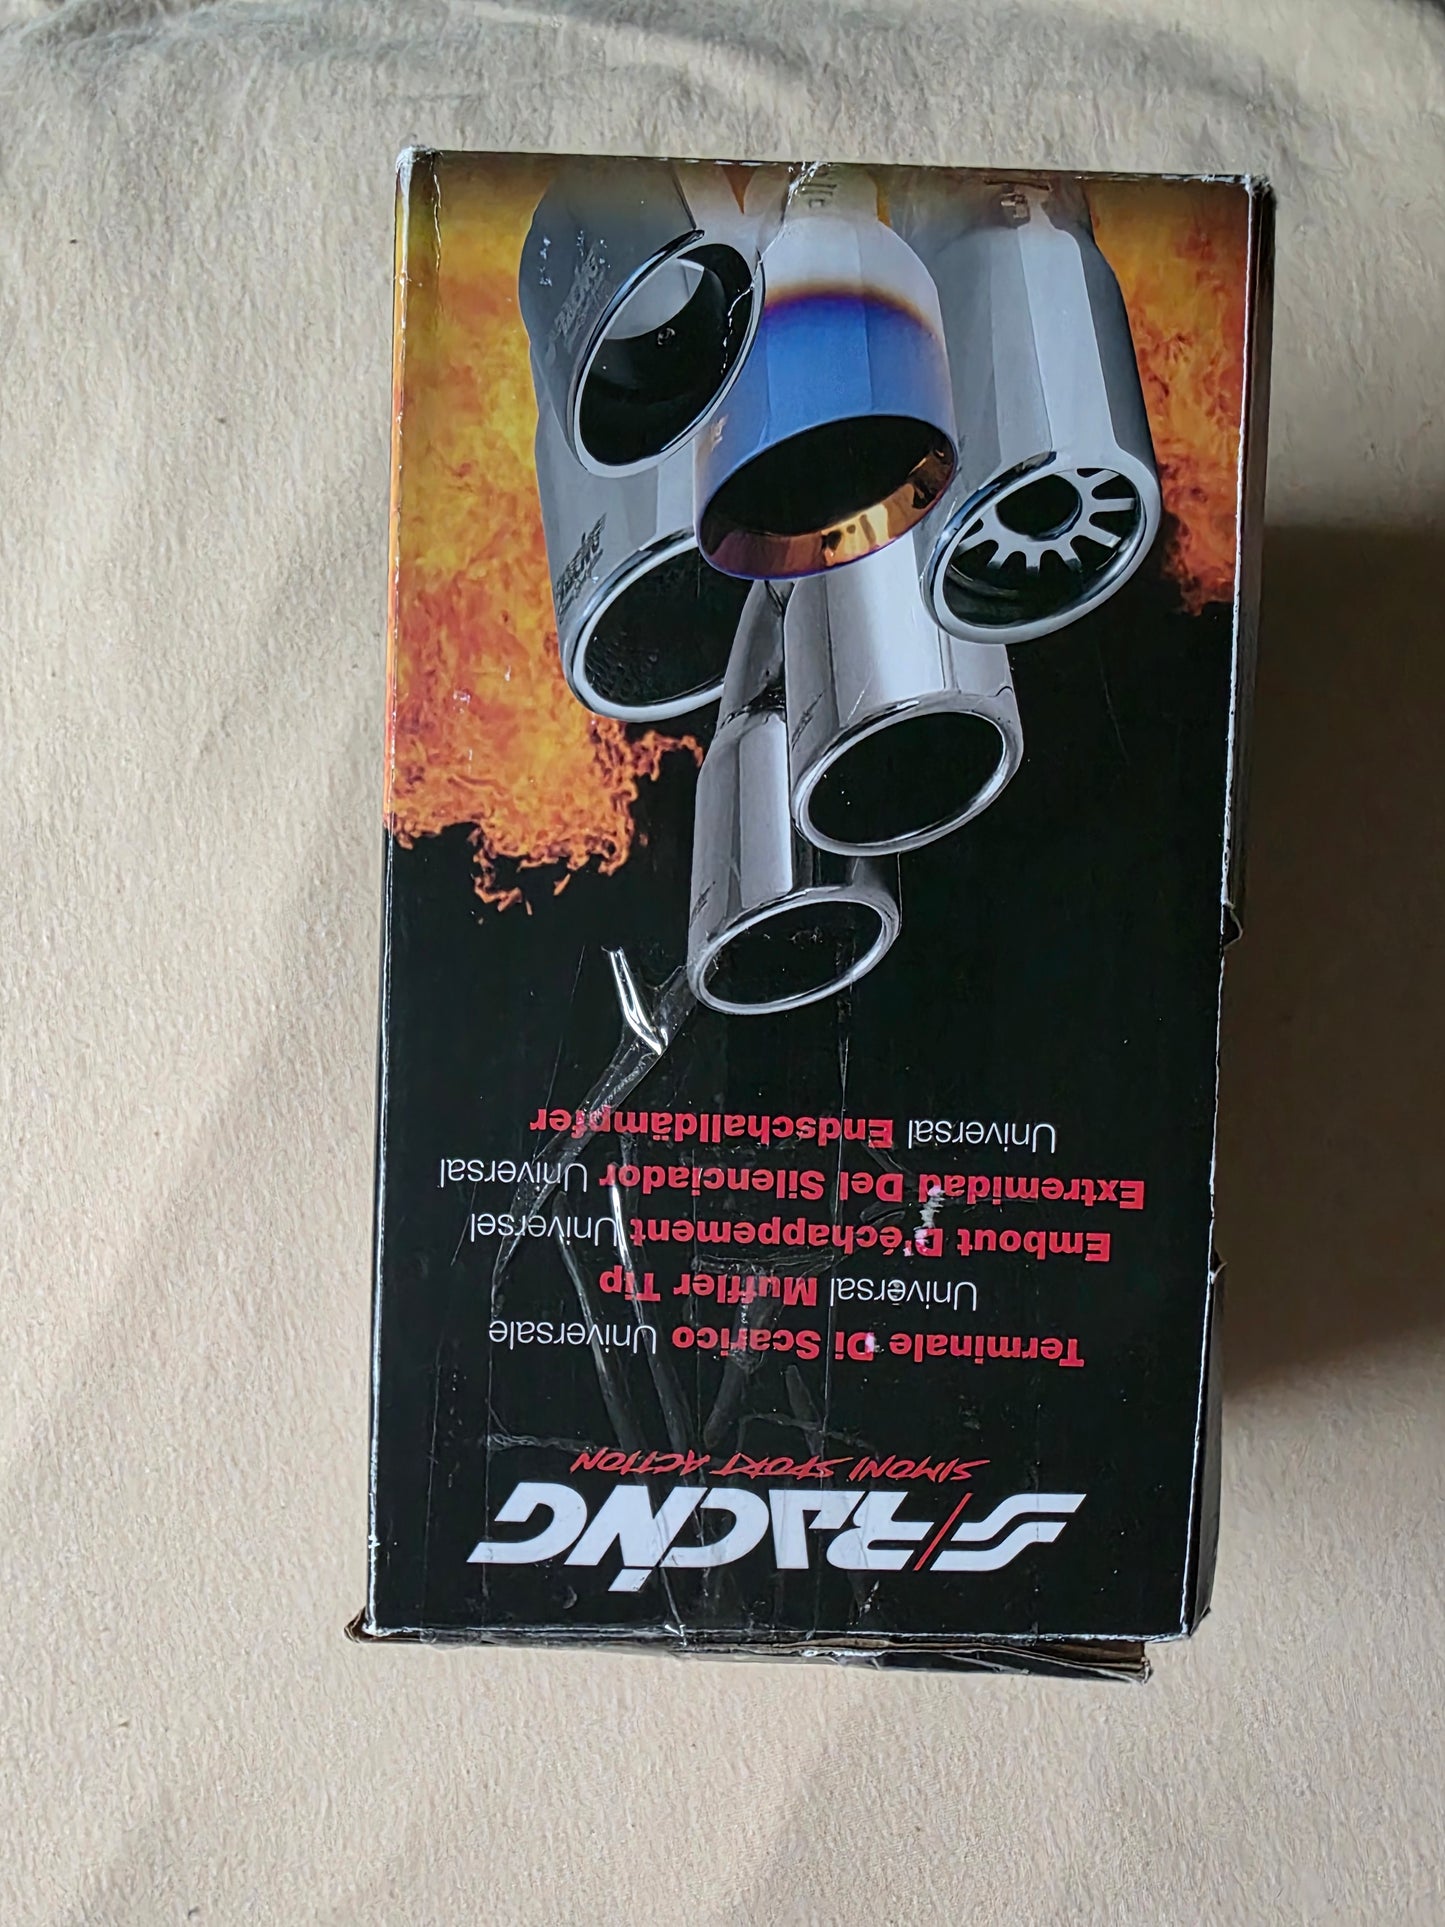 S/RACING
SIMONI SPORT ACTION
Terminale Di Scarico Universale
Universal Muffler Tip
Embout D'échappement Universel
Extremidad Del Silenciador Universal
Universal Endschalldämpfer